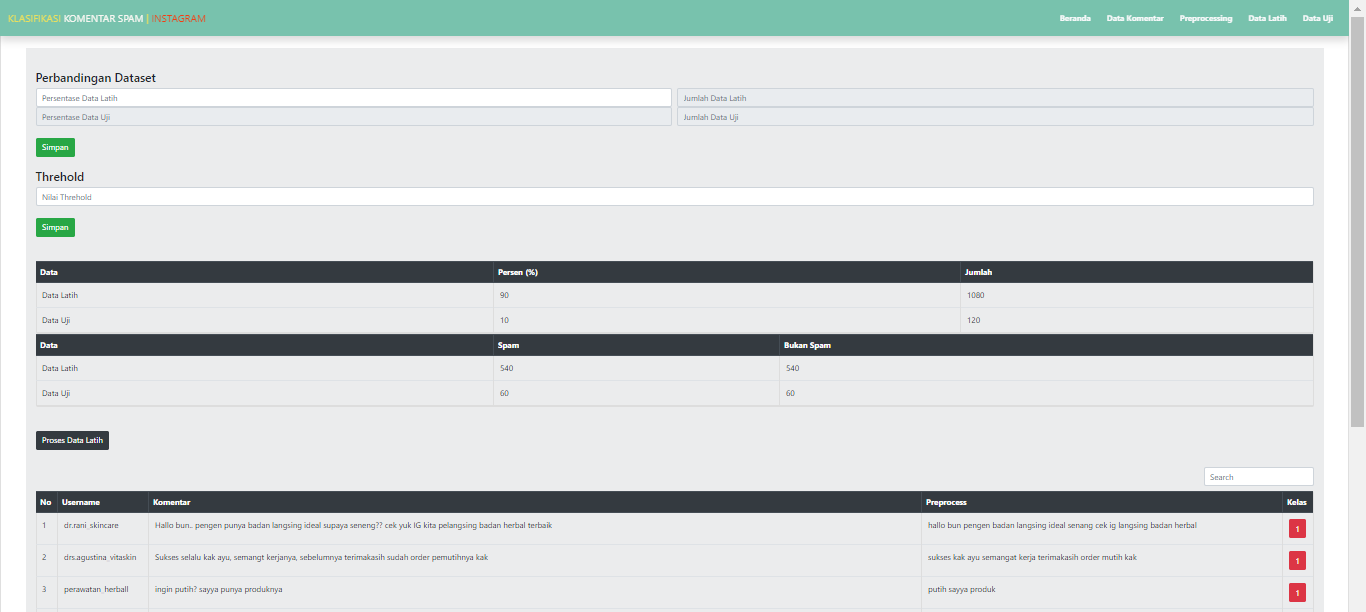 KLASIFIKASI KOMENTAR SPAM | INSTAGRAM
Beranda Data Komentar Preprocessing Data Latih Data Uji
Perbandingan Dataset
Persentase Data Latih Jumlah Data Latih
Persentase Data Uji Jumlah Data Uji
Simpan
Threhold
Nilai Threhold
Simpan
Data Persen (%) Jumlah
Data Latih 90 1080
Data Uji 10 120
Data Spam Bukan Spam
Data Latih 540 540
Data Uji 60 60
Proses Data Latih
Search
No Username Komentar Preprocess Kelas
1 dr.rani_skincare Hallo bun.. pengen punya badan langsing ideal supaya seneng?? cek yuk IG kita pelangsing badan herbal terbaik hallo bun pengen badan langsing ideal senang cek ig langsing badan herbal 1
2 drs.agustina_vitaskin Sukses selalu kak ayu, semangt kerjanya, sebelumnya terimakasih sudah order pemutihnya kak sukses kak ayu semangat kerja terimakasih order mutih kak 1
3 perawatan_herball ingin putih? sayya punya produknya putih sayya produk 1